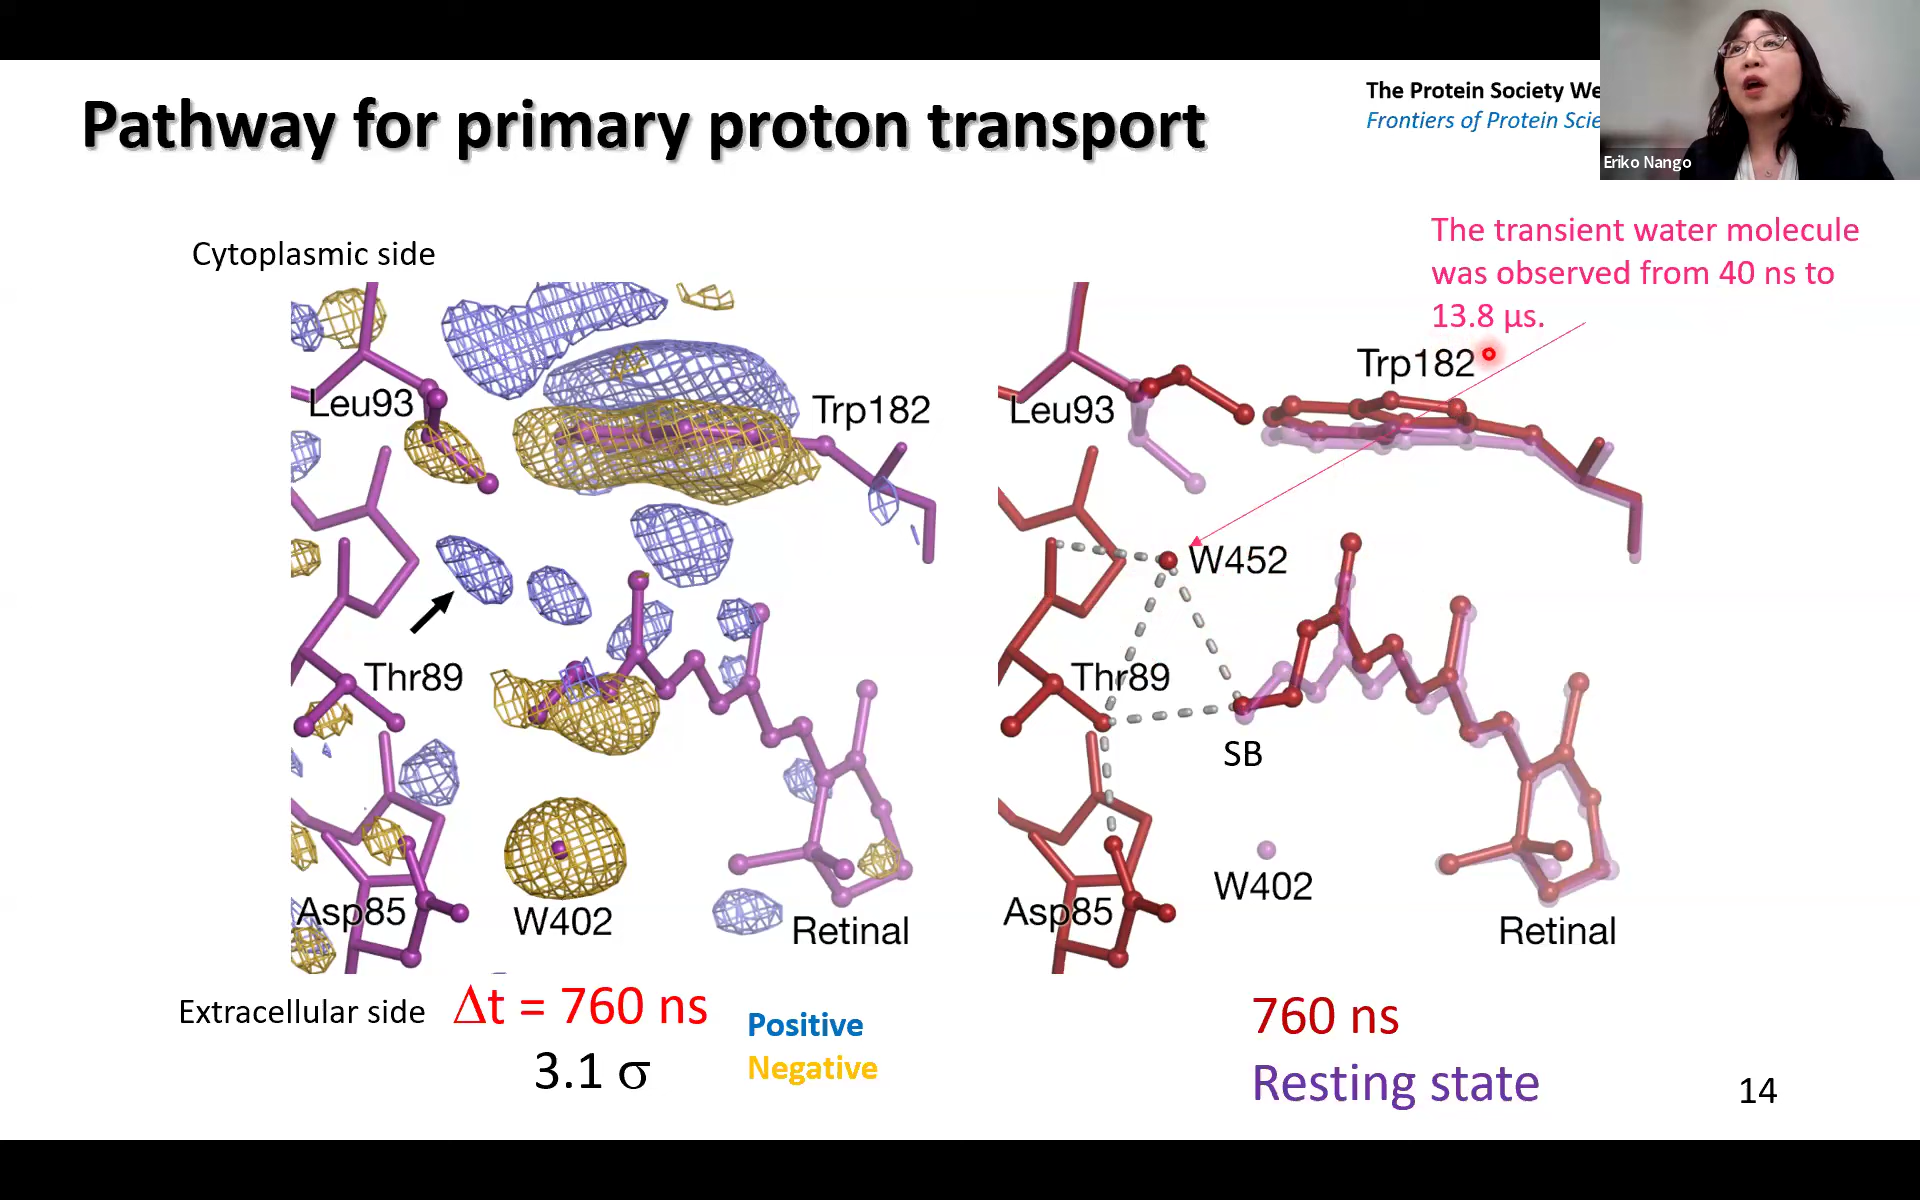 Pathway for primary proton transport
The Protein Society We
Frontiers of Protein Scie
Eriko Nango
Cytoplasmic side
The transient water molecule
was observed from 40 ns to
13.8 µs.
Leu93
Trp182
Thr89
Asp85
W402
Retinal
Leu93
Trp182
W452
Thr89
SB
Asp85
W402
Retinal
Extracellular side
Δt = 760 ns
3.1 σ
Positive
Negative
760 ns
Resting state
14